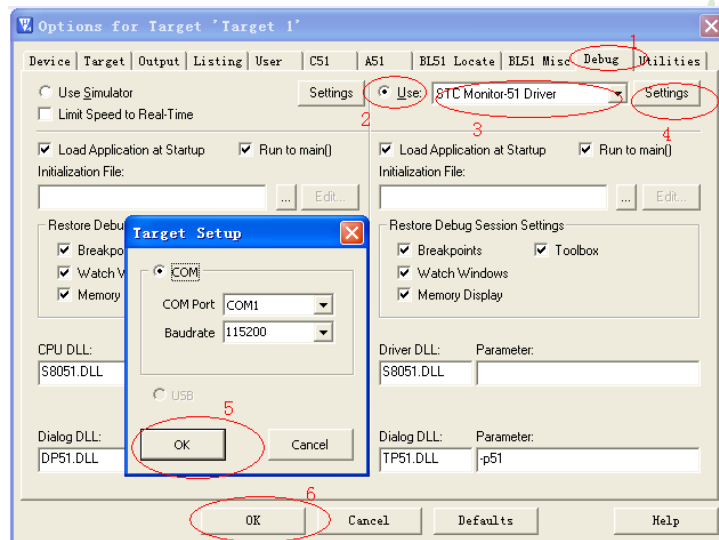 Options for Target 'Target 1'
1
Device Target Output Listing User C51 A51 BL51 Locate BL51 Misc Debug Utilities
Use Simulator Settings Use: STC Monitor-51 Driver Settings
Limit Speed to Real-Time
2 3 4
Load Application at Startup Run to main() Load Application at Startup Run to main()
Initialization File: Initialization File:
... Edit... ... Edit...
Restore Debu Restore Debug Session Settings
Breakpo Breakpoints Toolbox
Watch W Watch Windows
Memory Memory Display
Target Setup
COM
COM Port COM1
Baudrate 115200
USB
5
OK Cancel
CPU DLL: Driver DLL: Parameter:
S8051.DLL S8051.DLL
Dialog DLL: Dialog DLL: Parameter:
DP51.DLL TP51.DLL -p51
6
OK Cancel Defaults Help